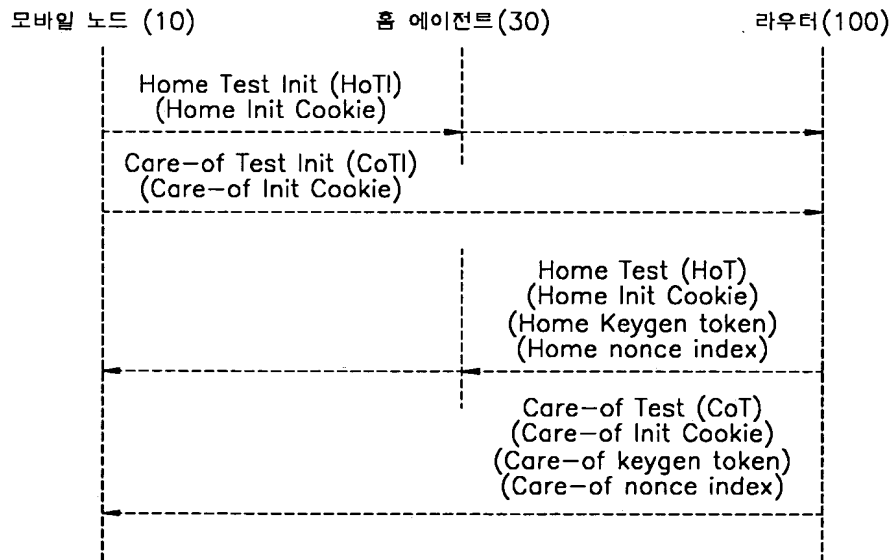 모바일 노드 (10) 홈 에이전트(30) 라우터(100)
Home Test Init (HoTI)
(Home Init Cookie)
Care-of Test Init (CoTI)
(Care-of Init Cookie)
Home Test (HoT)
(Home Init Cookie)
(Home Keygen token)
(Home nonce index)
Care-of Test (CoT)
(Care-of Init Cookie)
(Care-of keygen token)
(Care-of nonce index)